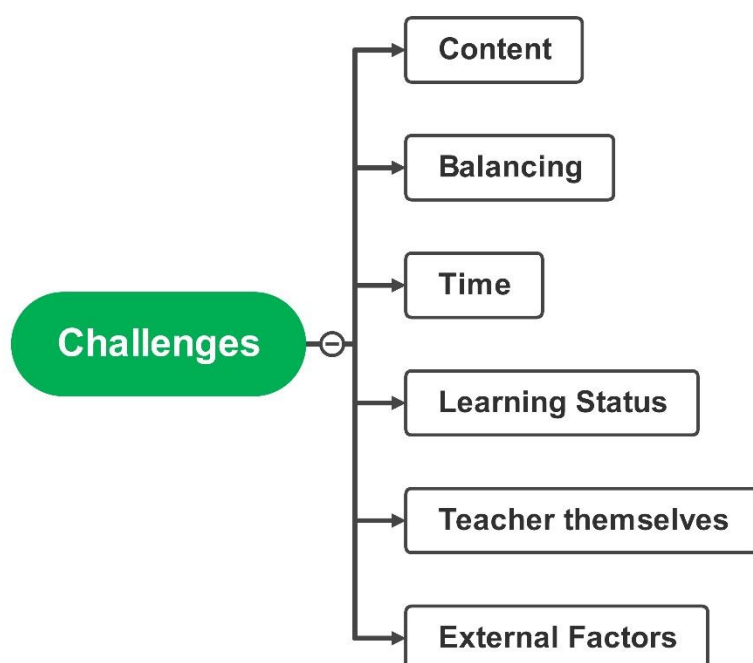 Content
Balancing
Time
Challenges
Learning Status
Teacher themselves
External Factors